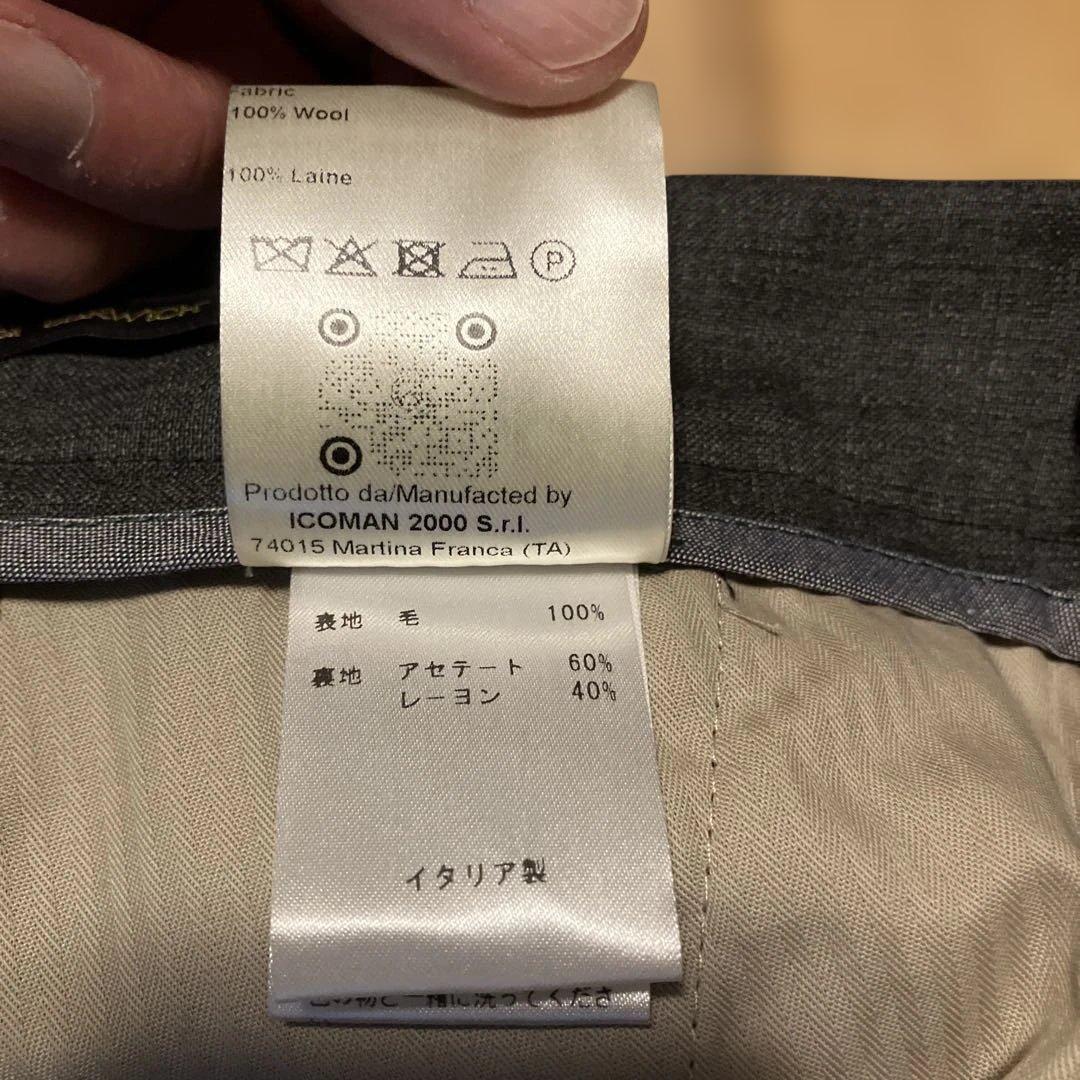 Fabric
100% Wool
100% Laine
P
Prodotto da/Manufacted by
ICOMAN 2000 S.r.l.
74015 Martina Franca (TA)
表地 毛 100%
裏地 アセテート 60%
レーヨン 40%
イタリア製